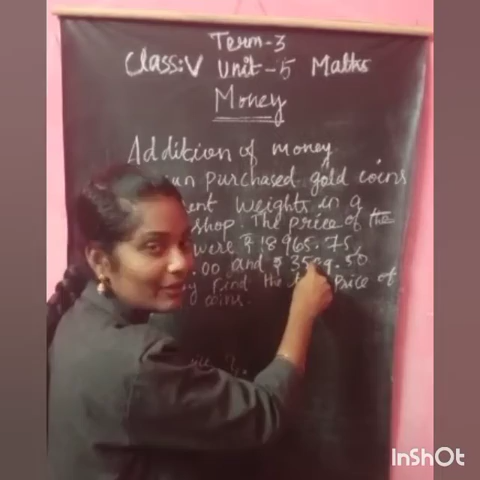 Term-3
Class:V Unit-5 Maths
Money
Addition of money
purchased gold coins
weights in a
shop. The price of the
were ₹ 18965.75,
.00 and ₹
.50
find the
Price of
coins.
InShOt